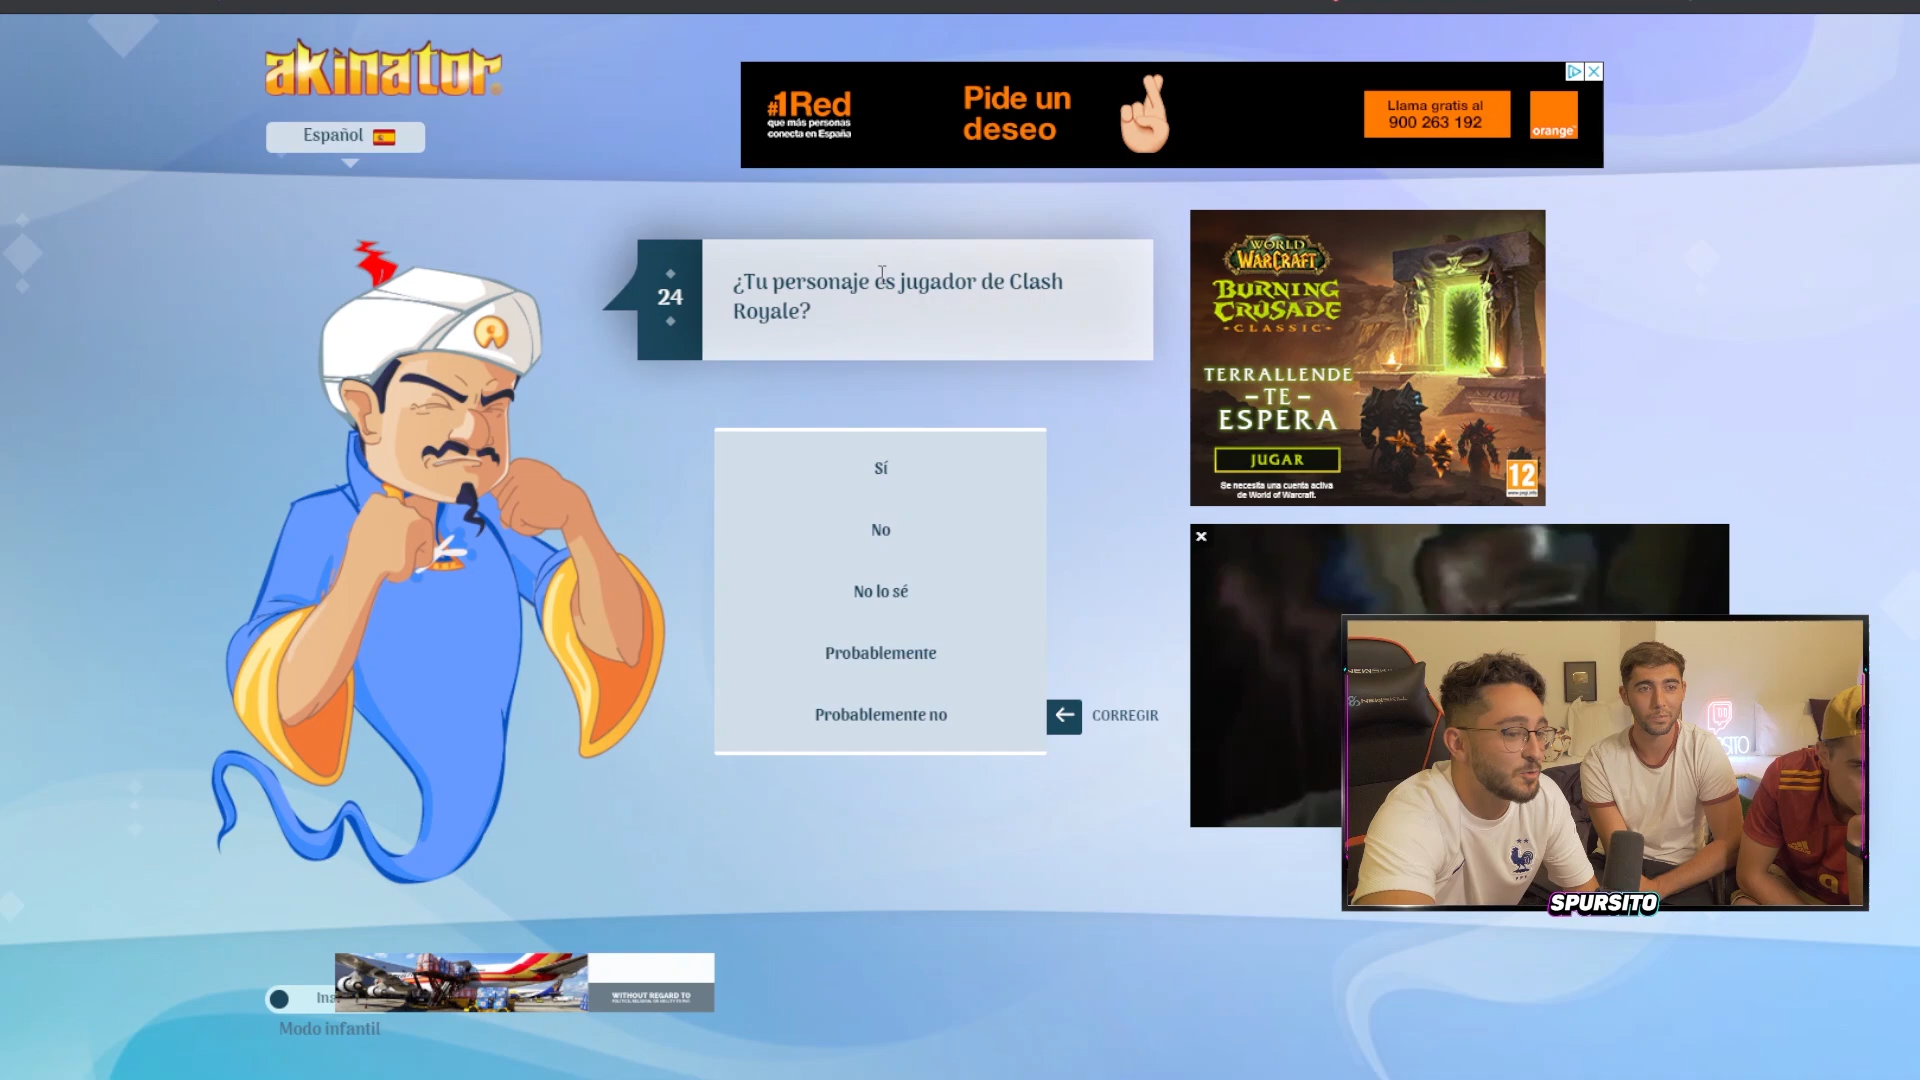 akinator
Español
#1Red
que más personas
conecta en España
Pide un
deseo
Llama gratis al
900 263 192
orange
24
¿Tu personaje es jugador de Clash
Royale?
Sí
No
No lo sé
Probablemente
Probablemente no
CORREGIR
WORLD
WARCRAFT
BURNING
CRUSADE
CLASSIC
TERRALLENDE
– TE –
ESPERA
JUGAR
Se necesita una cuenta activa
de World of Warcraft.
12
NEWSKILL
SITO
SPURSITO
Ina
WITHOUT REGARD TO
Modo infantil